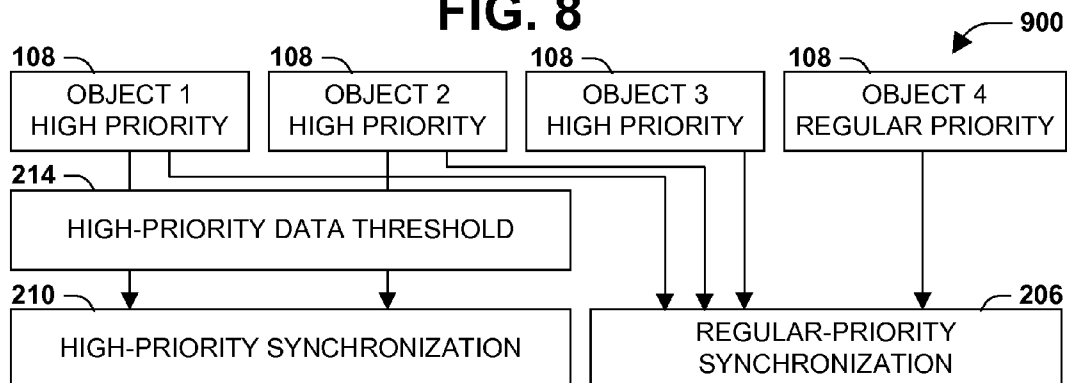 FIG. 8
900
108
108
108
108
OBJECT 1
HIGH PRIORITY
OBJECT 2
HIGH PRIORITY
OBJECT 3
HIGH PRIORITY
OBJECT 4
REGULAR PRIORITY
214
HIGH-PRIORITY DATA THRESHOLD
210
HIGH-PRIORITY SYNCHRONIZATION
206
REGULAR-PRIORITY
SYNCHRONIZATION